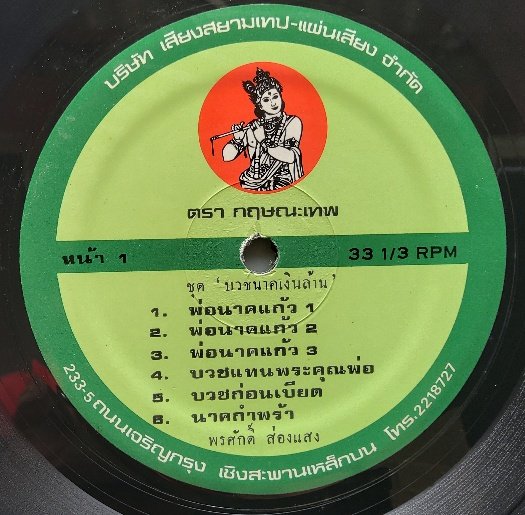 บริษัท เสียงสยามเทป-แผ่นเสียง จำกัด
ตรา กฤษณะเทพ
หน้า 1
33 1/3 RPM
ชุด 'บวชนาคเงินล้าน'
1. พ่อนาคแก้ว 1
2. พ่อนาคแก้ว 2
3. พ่อนาคแก้ว 3
4. บวชแทนพระคุณพ่อ
5. บวชก่อนเบียด
6. นาคกำพร้า
พรศักดิ์ ส่องแสง
233-5 ถนนเจริญกรุง เชิงสะพานเหล็กบน โทร.2218727